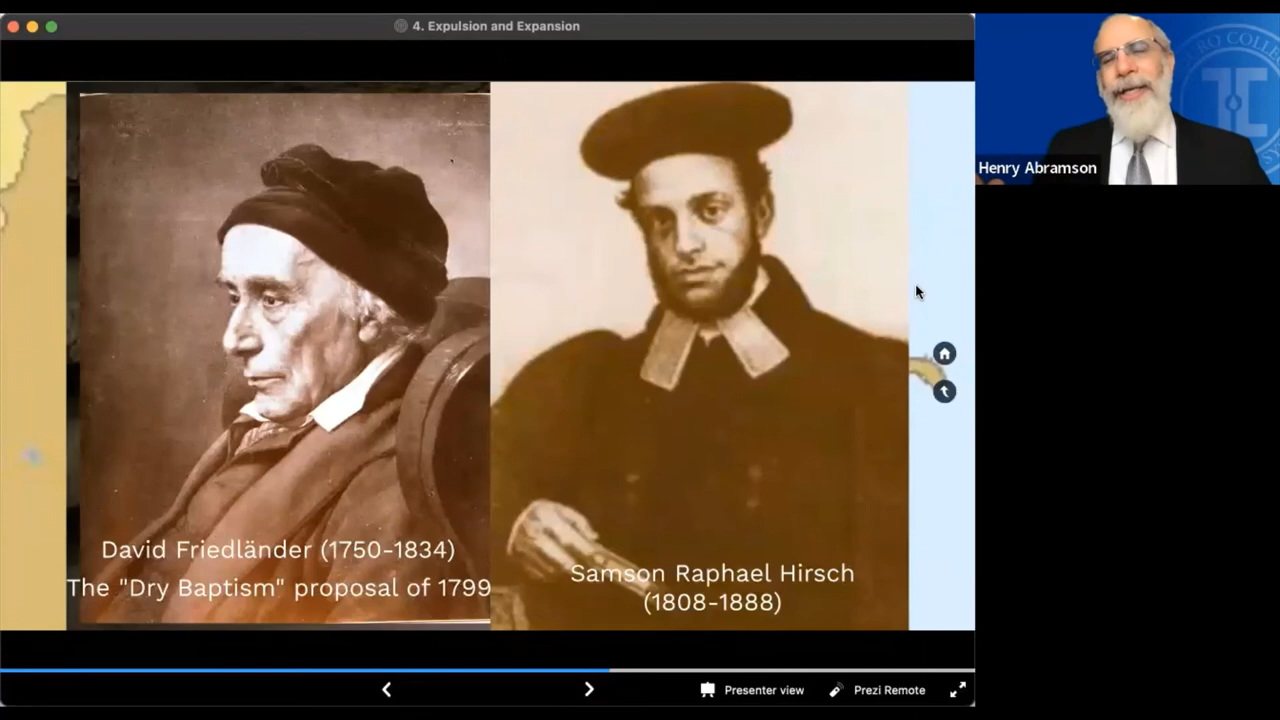 4. Expulsion and Expansion
David Friedländer (1750-1834)
The "Dry Baptism" proposal of 1799
Samson Raphael Hirsch
(1808-1888)
Presenter view
Prezi Remote
Henry Abramson